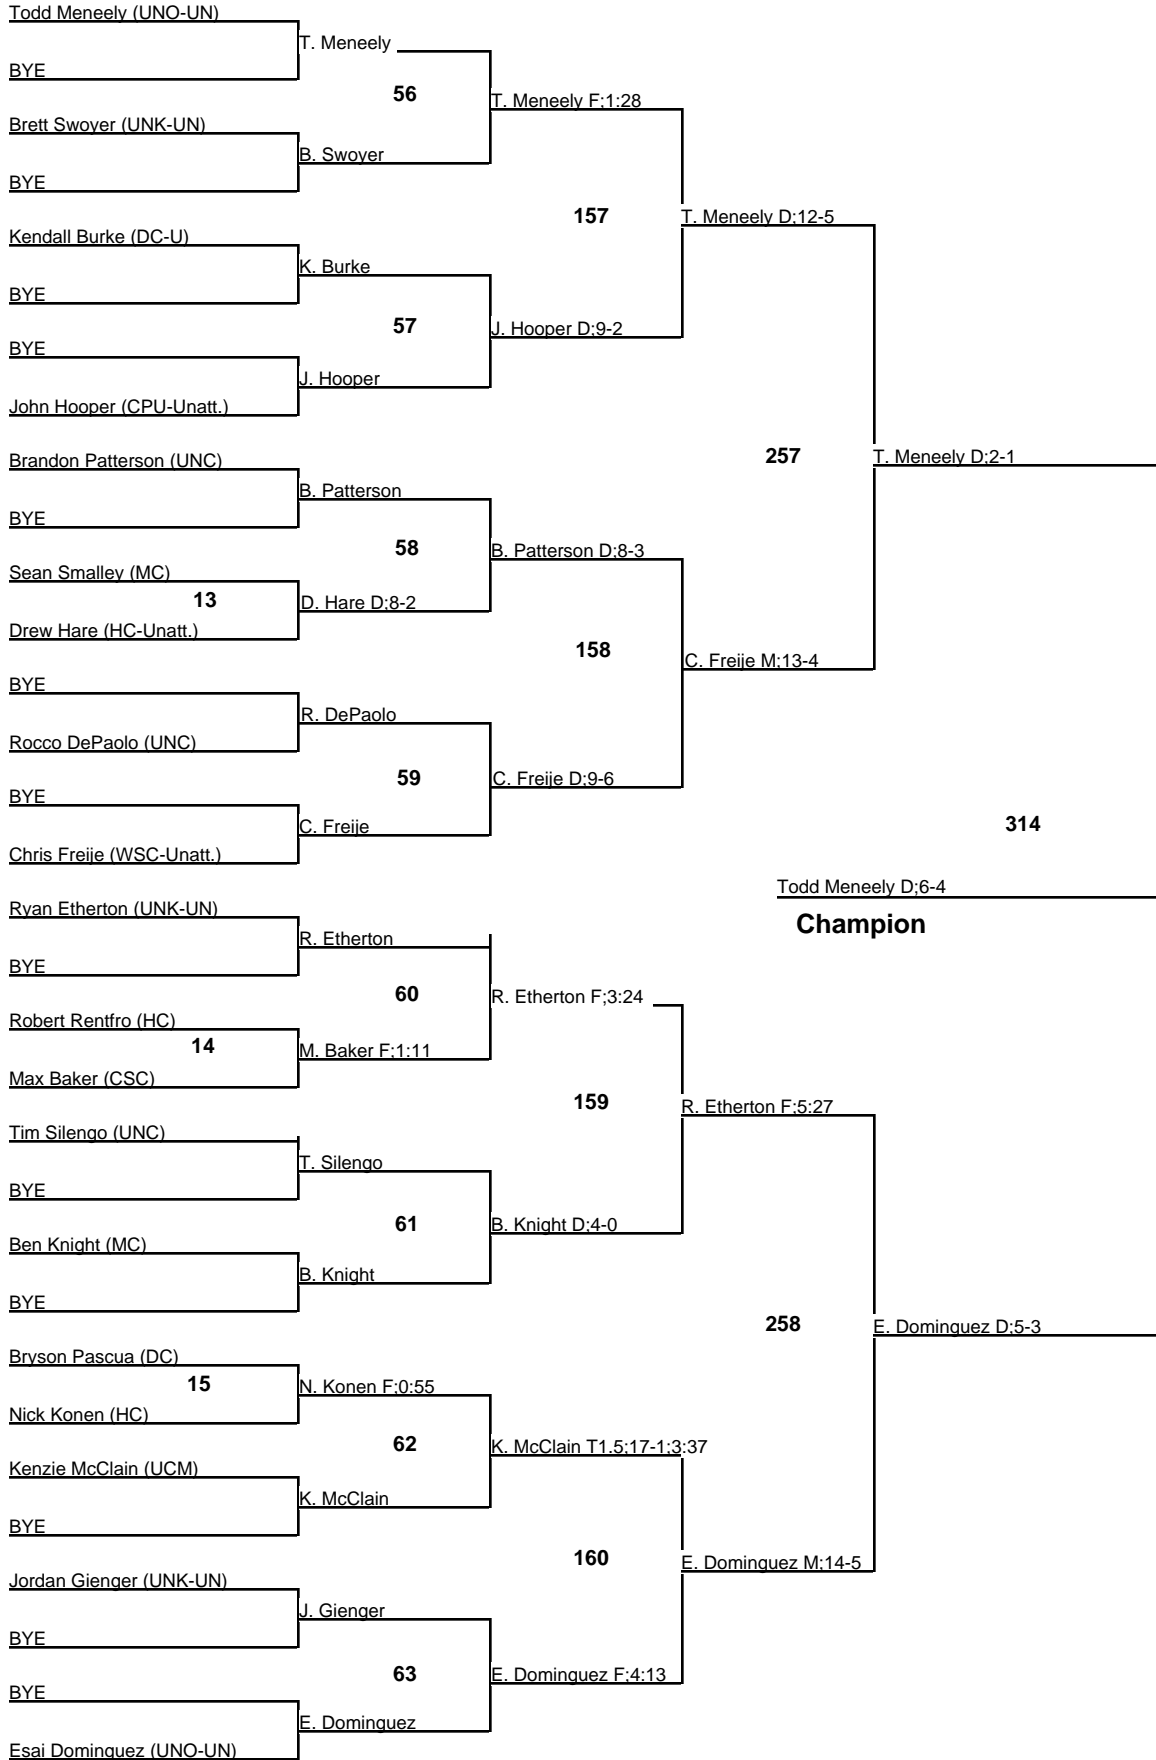 Todd Meneely (UNO-UN)
T. Meneely
BYE
56
T. Meneely F;1:28
Brett Swoyer (UNK-UN)
B. Swoyer
BYE
157
T. Meneely D;12-5
Kendall Burke (DC-U)
K. Burke
BYE
57
J. Hooper D;9-2
BYE
J. Hooper
John Hooper (CPU-Unatt.)
257
T. Meneely D;2-1
Brandon Patterson (UNC)
B. Patterson
BYE
58
B. Patterson D;8-3
Sean Smalley (MC)
13
D. Hare D;8-2
Drew Hare (HC-Unatt.)
158
C. Freije M;13-4
BYE
R. DePaolo
Rocco DePaolo (UNC)
59
C. Freije D;9-6
BYE
C. Freije
Chris Freije (WSC-Unatt.)
314
Todd Meneely D;6-4
Champion
Ryan Etherton (UNK-UN)
R. Etherton
BYE
60
R. Etherton F;3:24
Robert Rentfro (HC)
14
M. Baker F;1:11
Max Baker (CSC)
159
R. Etherton F;5:27
Tim Silengo (UNC)
T. Silengo
BYE
61
B. Knight D;4-0
Ben Knight (MC)
B. Knight
BYE
258
E. Dominguez D;5-3
Bryson Pascua (DC)
15
N. Konen F;0:55
Nick Konen (HC)
62
K. McClain T1.5;17-1;3:37
Kenzie McClain (UCM)
K. McClain
BYE
160
E. Dominguez M;14-5
Jordan Gienger (UNK-UN)
J. Gienger
BYE
63
E. Dominguez F;4:13
BYE
E. Dominguez
Esai Dominguez (UNO-UN)